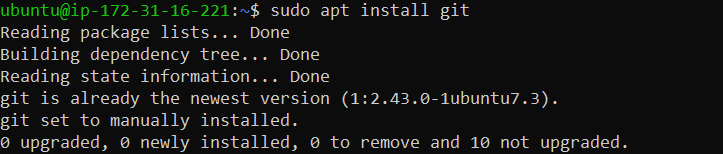 ubuntu@ip-172-31-16-221:~$ sudo apt install git
Reading package lists... Done
Building dependency tree... Done
Reading state information... Done
git is already the newest version (1:2.43.0-1ubuntu7.3).
git set to manually installed.
0 upgraded, 0 newly installed, 0 to remove and 10 not upgraded.